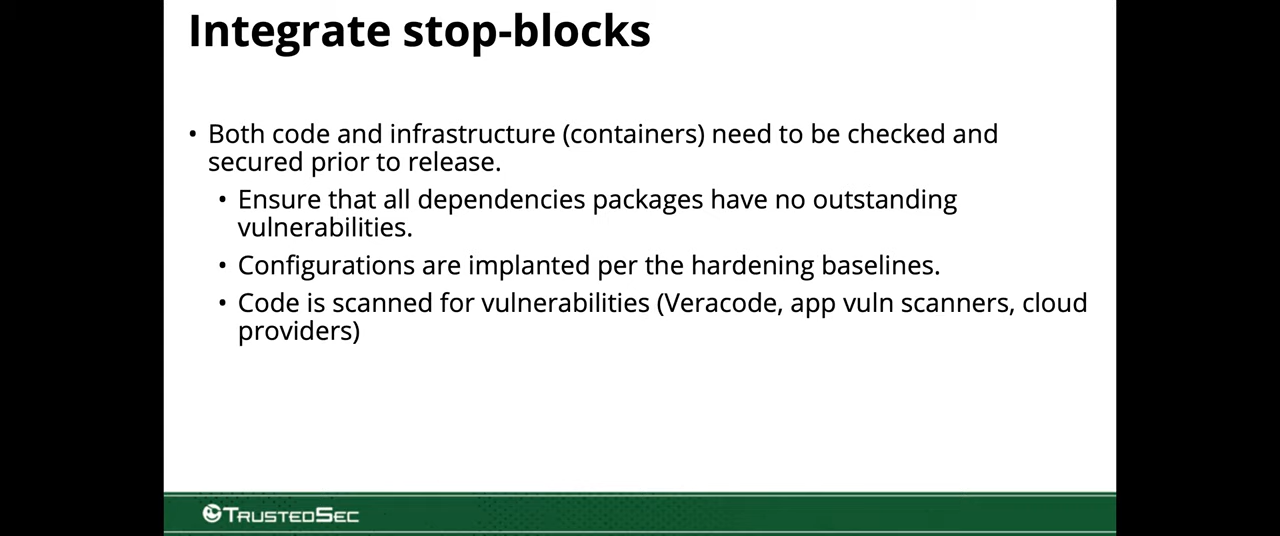 Integrate stop-blocks
• Both code and infrastructure (containers) need to be checked and
secured prior to release.
• Ensure that all dependencies packages have no outstanding
vulnerabilities.
• Configurations are implanted per the hardening baselines.
• Code is scanned for vulnerabilities (Veracode, app vuln scanners, cloud
providers)
TRUSTEDSEC